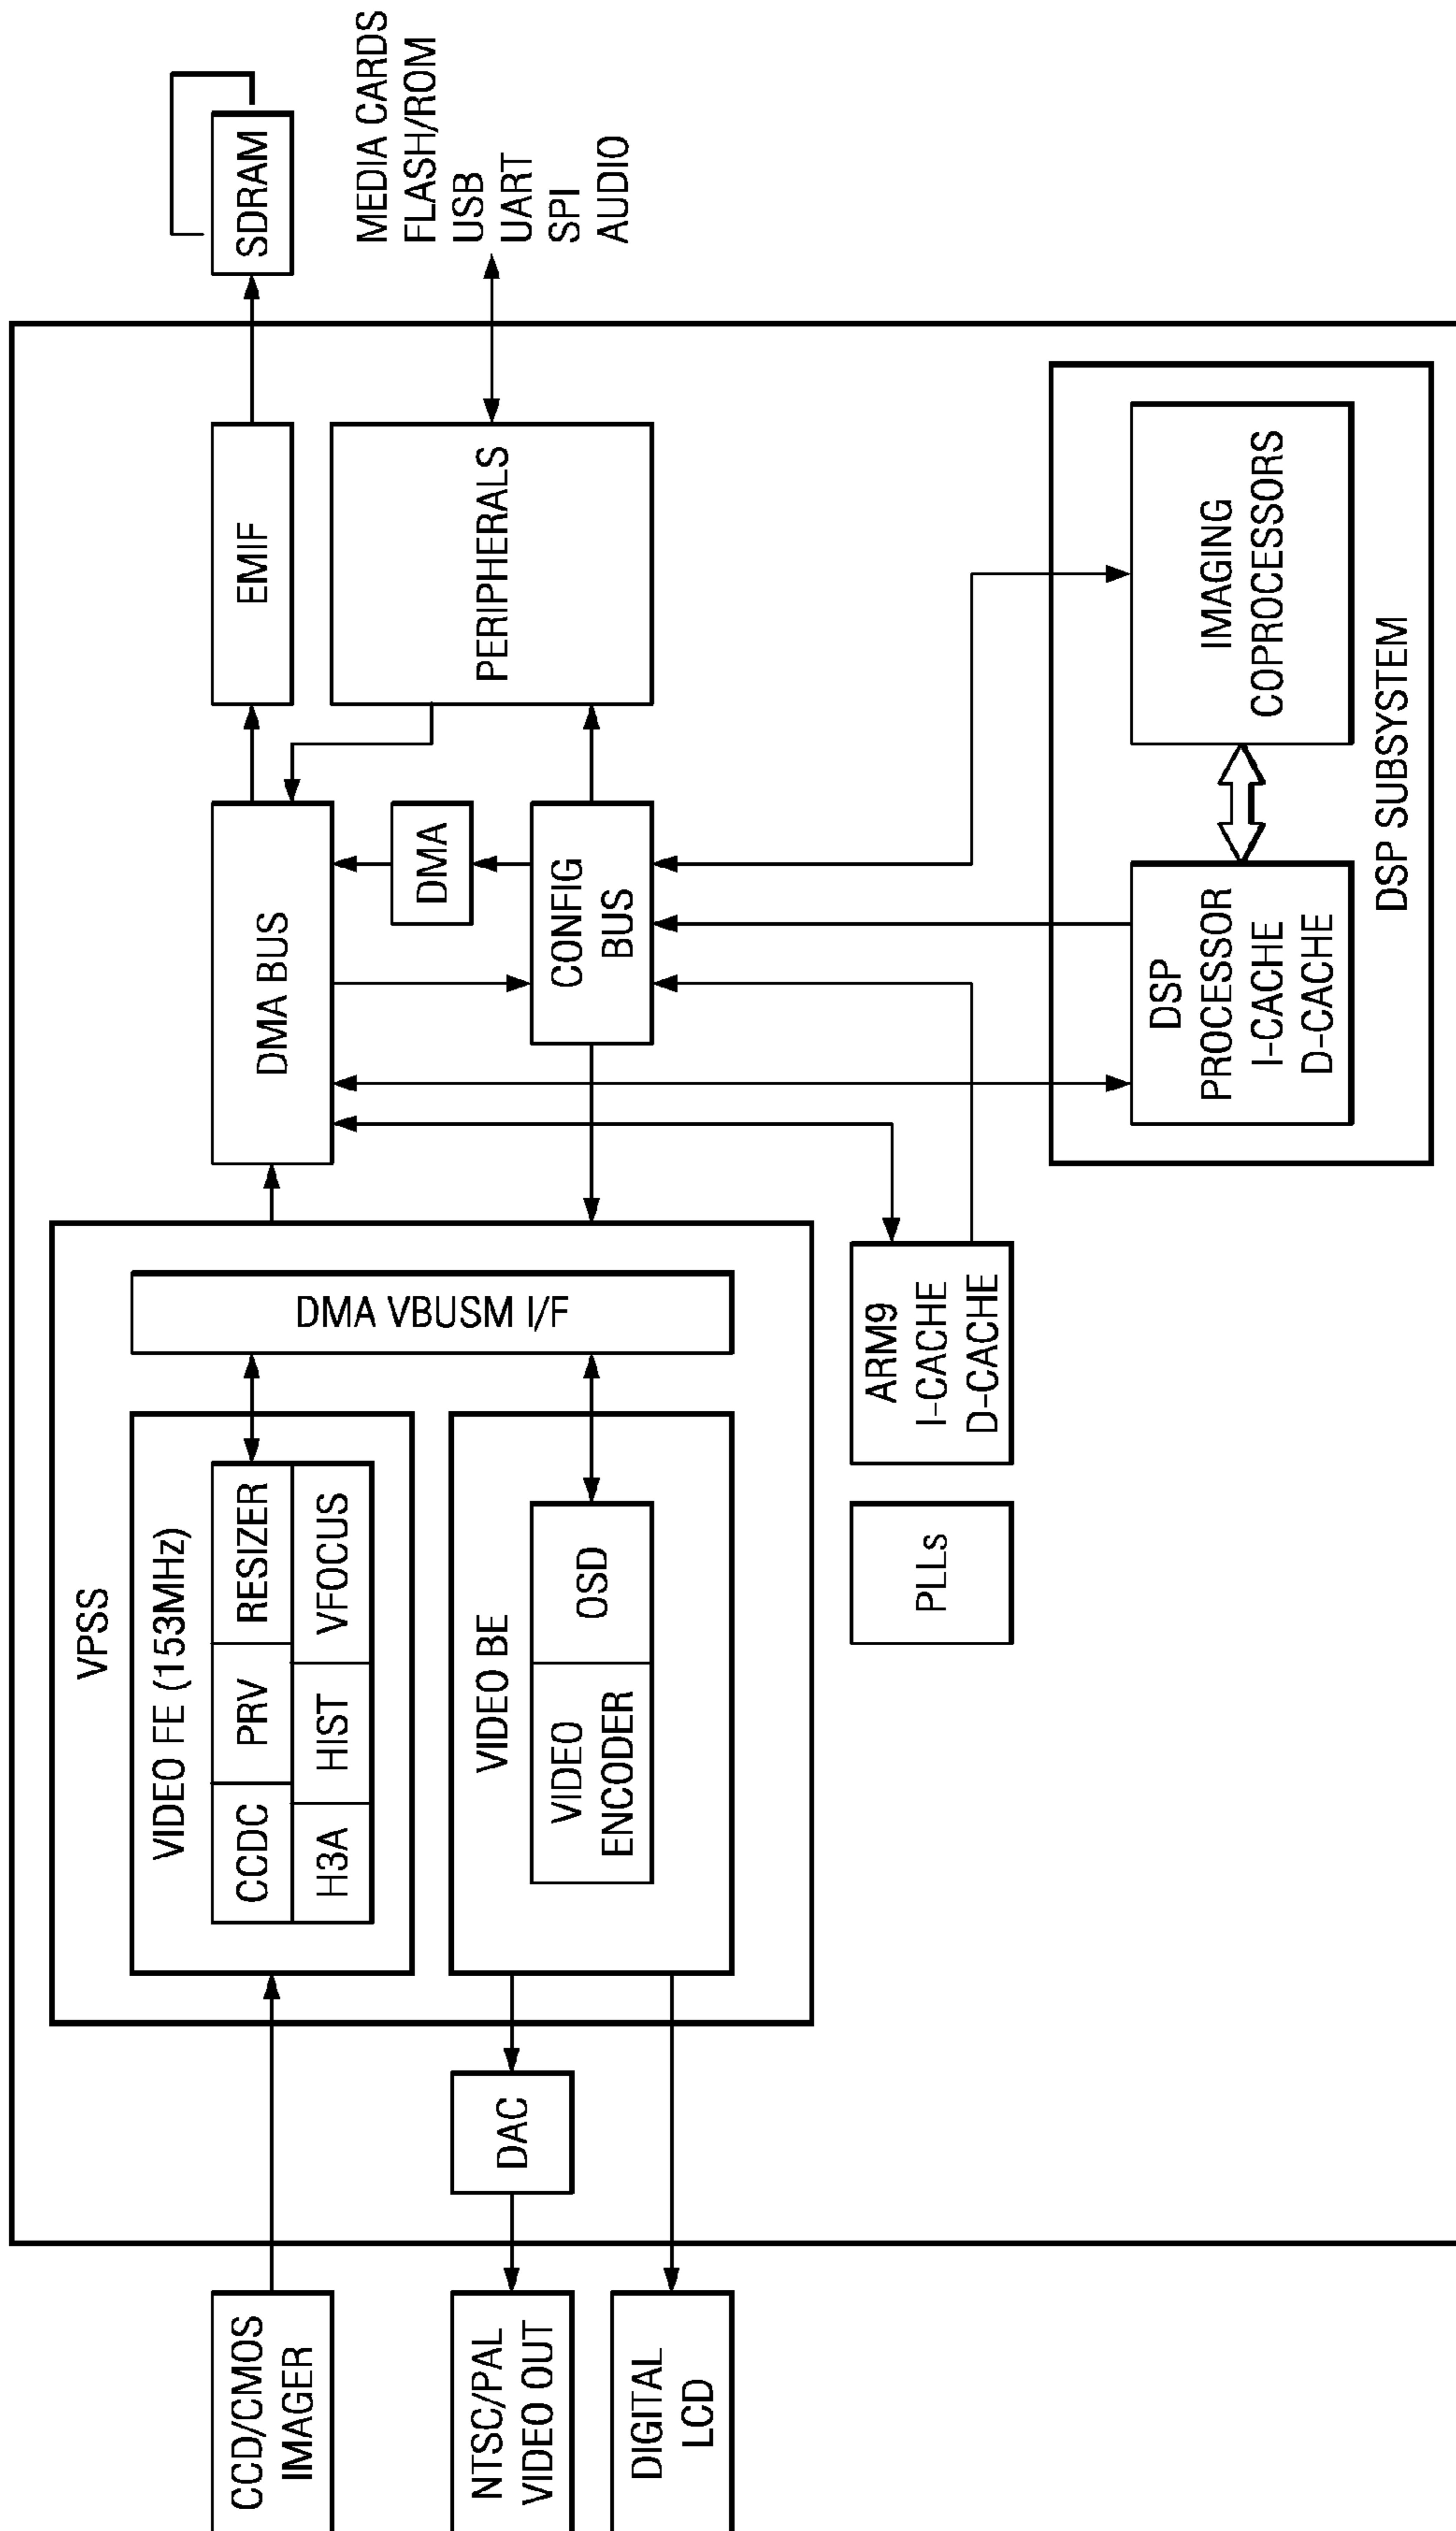 CCD/CMOS
IMAGER
NTSC/PAL
VIDEO OUT
DIGITAL
LCD
DAC
VPSS
VIDEO FE (153MHz)
CCDC
PRV
RESIZER
H3A
HIST
VFOCUS
VIDEO BE
VIDEO
ENCODER
OSD
DMA VBUSM I/F
PLLs
ARM9
I-CACHE
D-CACHE
DMA BUS
DMA
CONFIG
BUS
EMIF
PERIPHERALS
SDRAM
MEDIA CARDS
FLASH/ROM
USB
UART
SPI
AUDIO
DSP
PROCESSOR
I-CACHE
D-CACHE
IMAGING
COPROCESSORS
DSP SUBSYSTEM